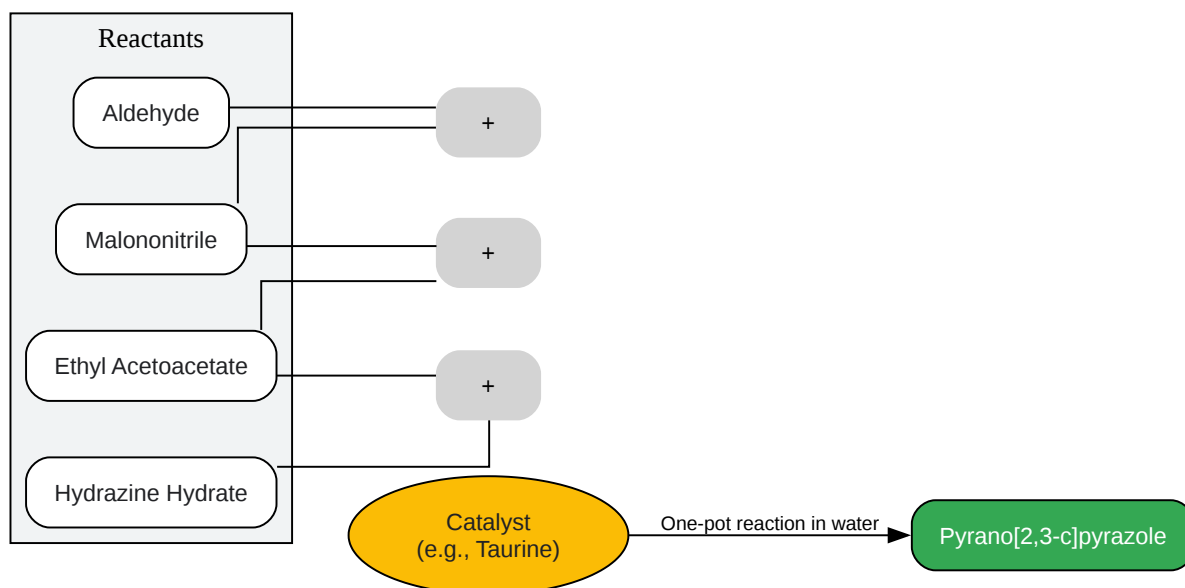 Reactants
Aldehyde
+
Malononitrile
+
Ethyl Acetoacetate
+
Hydrazine Hydrate
Catalyst
(e.g., Taurine)
One-pot reaction in water
Pyrano[2,3-c]pyrazole